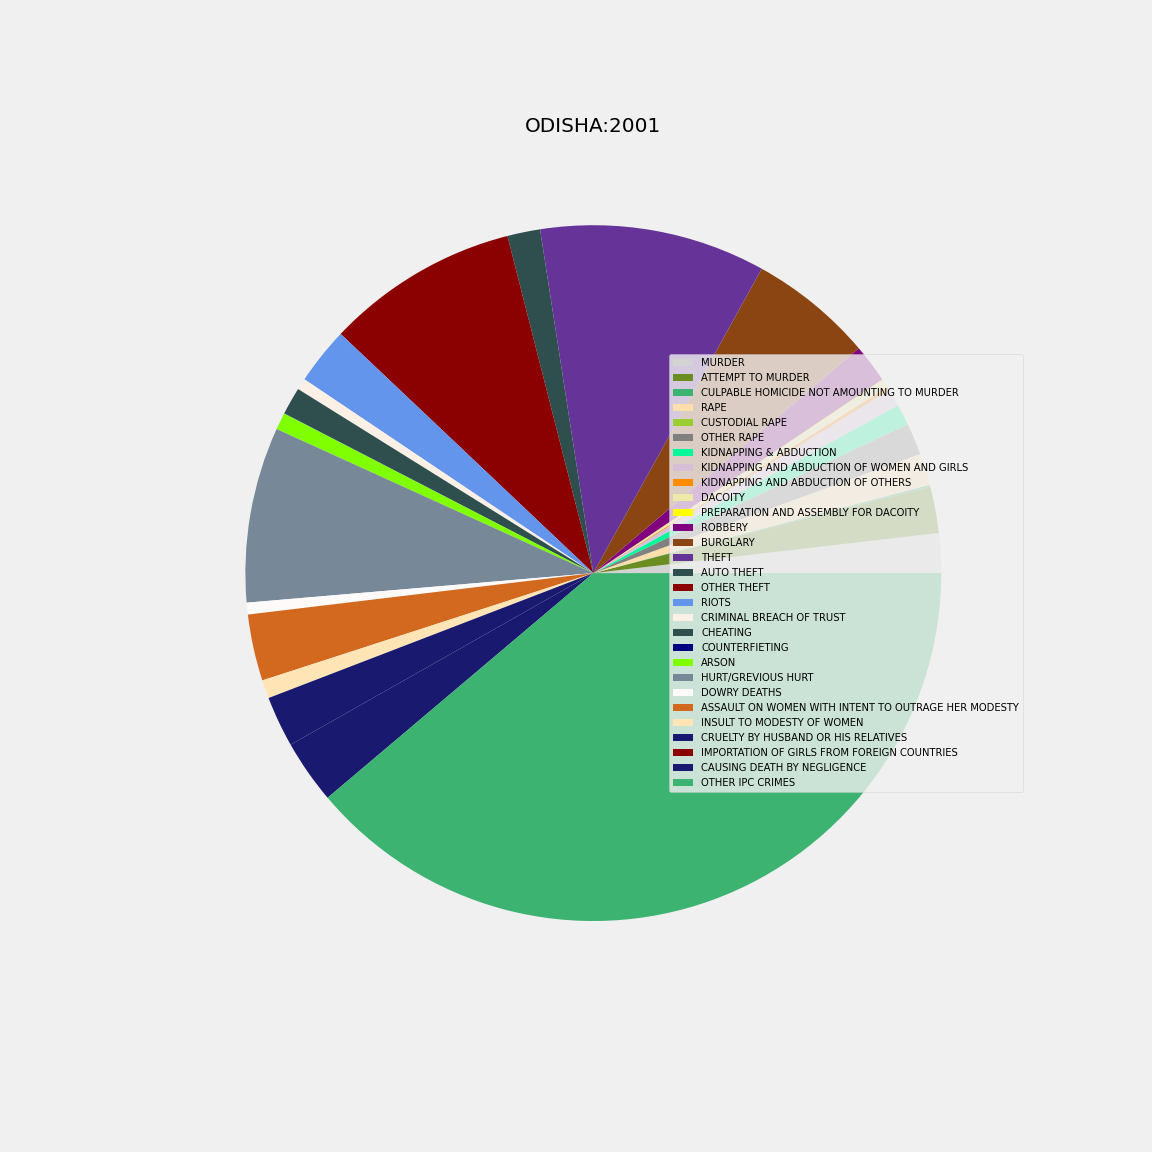 ODISHA:2001
MURDER
ATTEMPT TO MURDER
CULPABLE HOMICIDE NOT AMOUNTING TO MURDER
RAPE
CUSTODIAL RAPE
OTHER RAPE
KIDNAPPING & ABDUCTION
KIDNAPPING AND ABDUCTION OF WOMEN AND GIRLS
KIDNAPPING AND ABDUCTION OF OTHERS
DACOITY
PREPARATION AND ASSEMBLY FOR DACOITY
ROBBERY
BURGLARY
THEFT
AUTO THEFT
OTHER THEFT
RIOTS
CRIMINAL BREACH OF TRUST
CHEATING
COUNTERFIETING
ARSON
HURT/GREVIOUS HURT
DOWRY DEATHS
ASSAULT ON WOMEN WITH INTENT TO OUTRAGE HER MODESTY
INSULT TO MODESTY OF WOMEN
CRUELTY BY HUSBAND OR HIS RELATIVES
IMPORTATION OF GIRLS FROM FOREIGN COUNTRIES
CAUSING DEATH BY NEGLIGENCE
OTHER IPC CRIMES